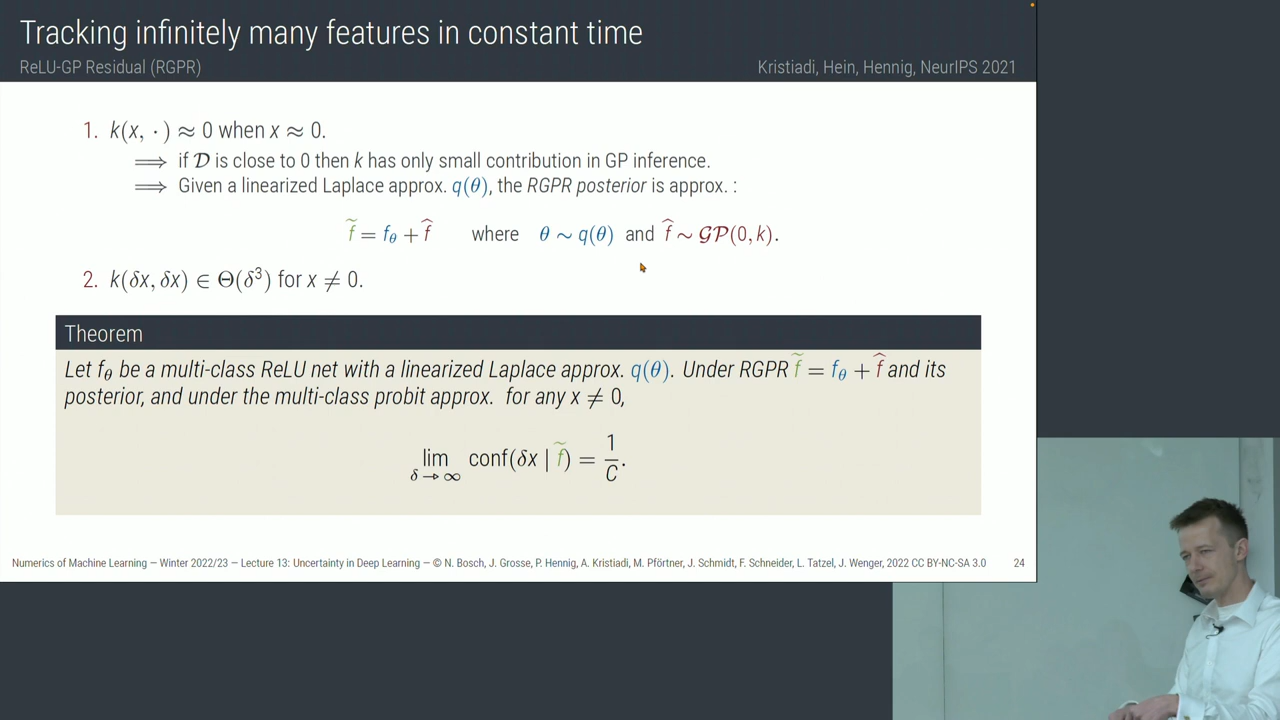 Tracking infinitely many features in constant time
ReLU-GP Residual (RGPR)
Kristiadi, Hein, Hennig, NeurIPS 2021
1. k(x, ·) ≈ 0 when x ≈ 0.
⟹ if 𝒟 is close to 0 then k has only small contribution in GP inference.
⟹ Given a linearized Laplace approx. q(θ), the RGPR posterior is approx. :
f̃ = f_θ + f̂ where θ ∼ q(θ) and f̂ ∼ 𝒢𝒫(0, k).
2. k(δx, δx) ∈ Θ(δ³) for x ≠ 0.
Theorem
Let f_θ be a multi-class ReLU net with a linearized Laplace approx. q(θ). Under RGPR f̃ = f_θ + f̂ and its
posterior, and under the multi-class probit approx. for any x ≠ 0,
lim_{δ→∞} conf(δx | f̃) = 1/C.
Numerics of Machine Learning — Winter 2022/23 — Lecture 13: Uncertainty in Deep Learning — © N. Bosch, J. Grosse, P. Hennig, A. Kristiadi, M. Pförtner, J. Schmidt, F. Schneider, L. Tatzel, J. Wenger, 2022 CC BY-NC-SA 3.0 24